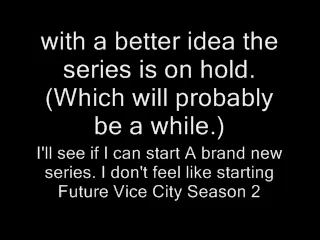 with a better idea the
series is on hold.
(Which will probably
be a while.)
I'll see if I can start A brand new
series. I don't feel like starting
Future Vice City Season 2